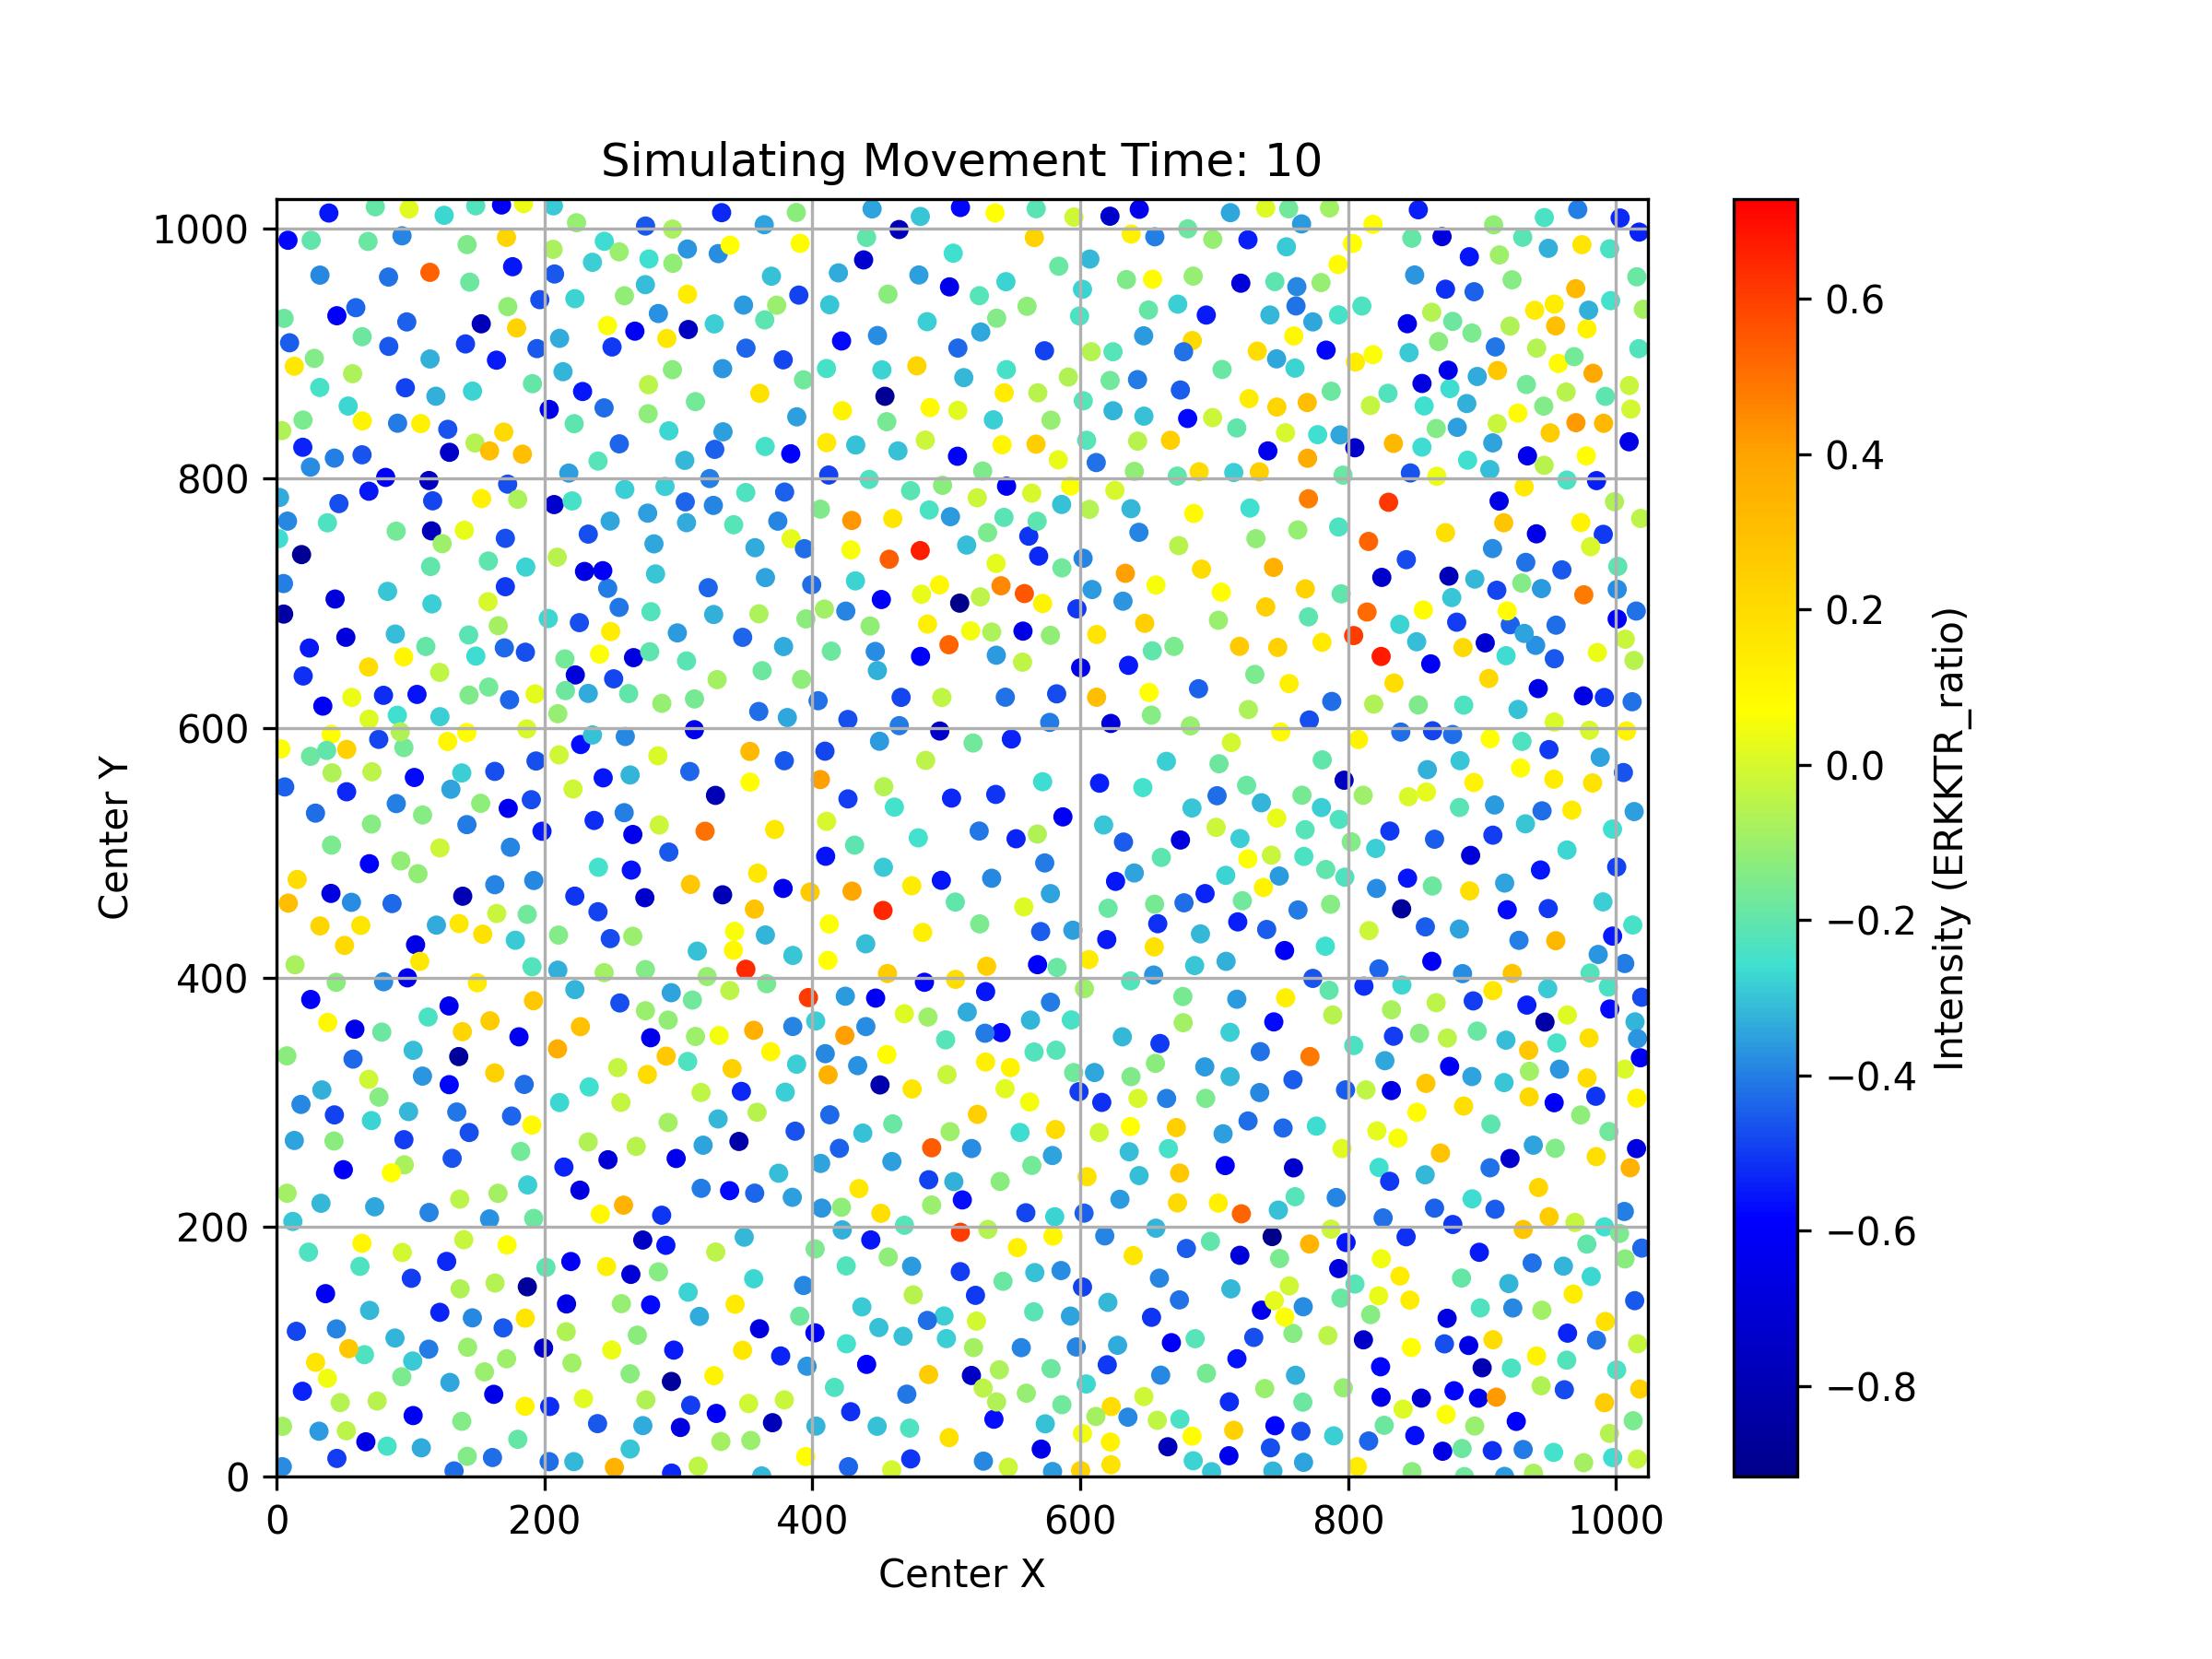 Simulating Movement Time: 10
1000
800
600
400
200
0
Center Y
0 200 400 600 800 1000
Center X
0.6
0.4
0.2
0.0
−0.2
−0.4
−0.6
−0.8
Intensity (ERKKTR_ratio)